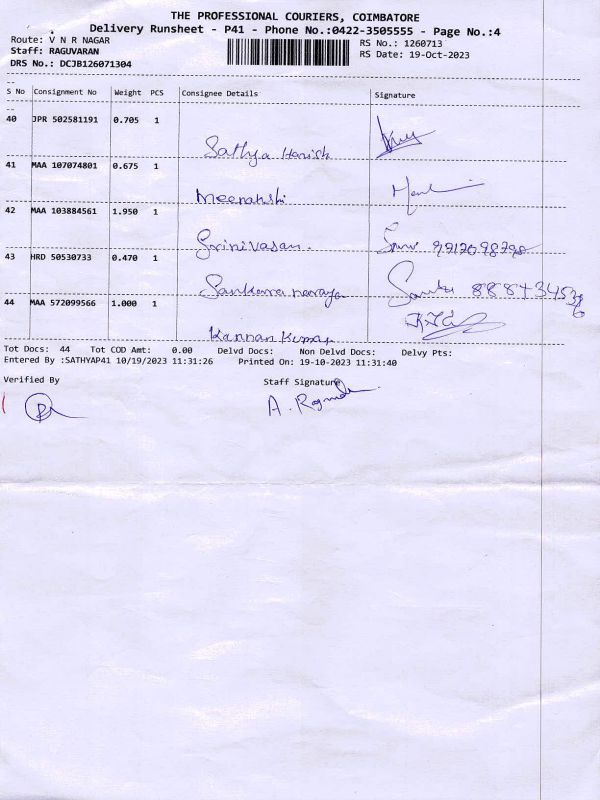 THE PROFESSIONAL COURIERS, COIMBATORE
Delivery Runsheet - P41 - Phone No.:0422-3505555 - Page No.:4
Route: V N R NAGAR RS No.: 1260713
Staff: RAGUVARAN RS Date: 19-Oct-2023
DRS No.: DCJB126071304
S No Consignment No Weight PCS Consignee Details Signature
40 JPR 502581191 0.705 1
Sathya Harish
41 MAA 107074801 0.675 1
Meenakshi
42 MAA 103884561 1.950 1
Srinivasan.
43 HRD 50530733 0.470 1
Sankara narayan
44 MAA 572099566 1.000 1
Kannan Kumar
Tot Docs: 44 Tot COD Amt: 0.00 Delvd Docs: Non Delvd Docs: Delvy Pts:
Entered By :SATHYAP41 10/19/2023 11:31:26 Printed On: 19-10-2023 11:31:40
Verified By Staff Signature